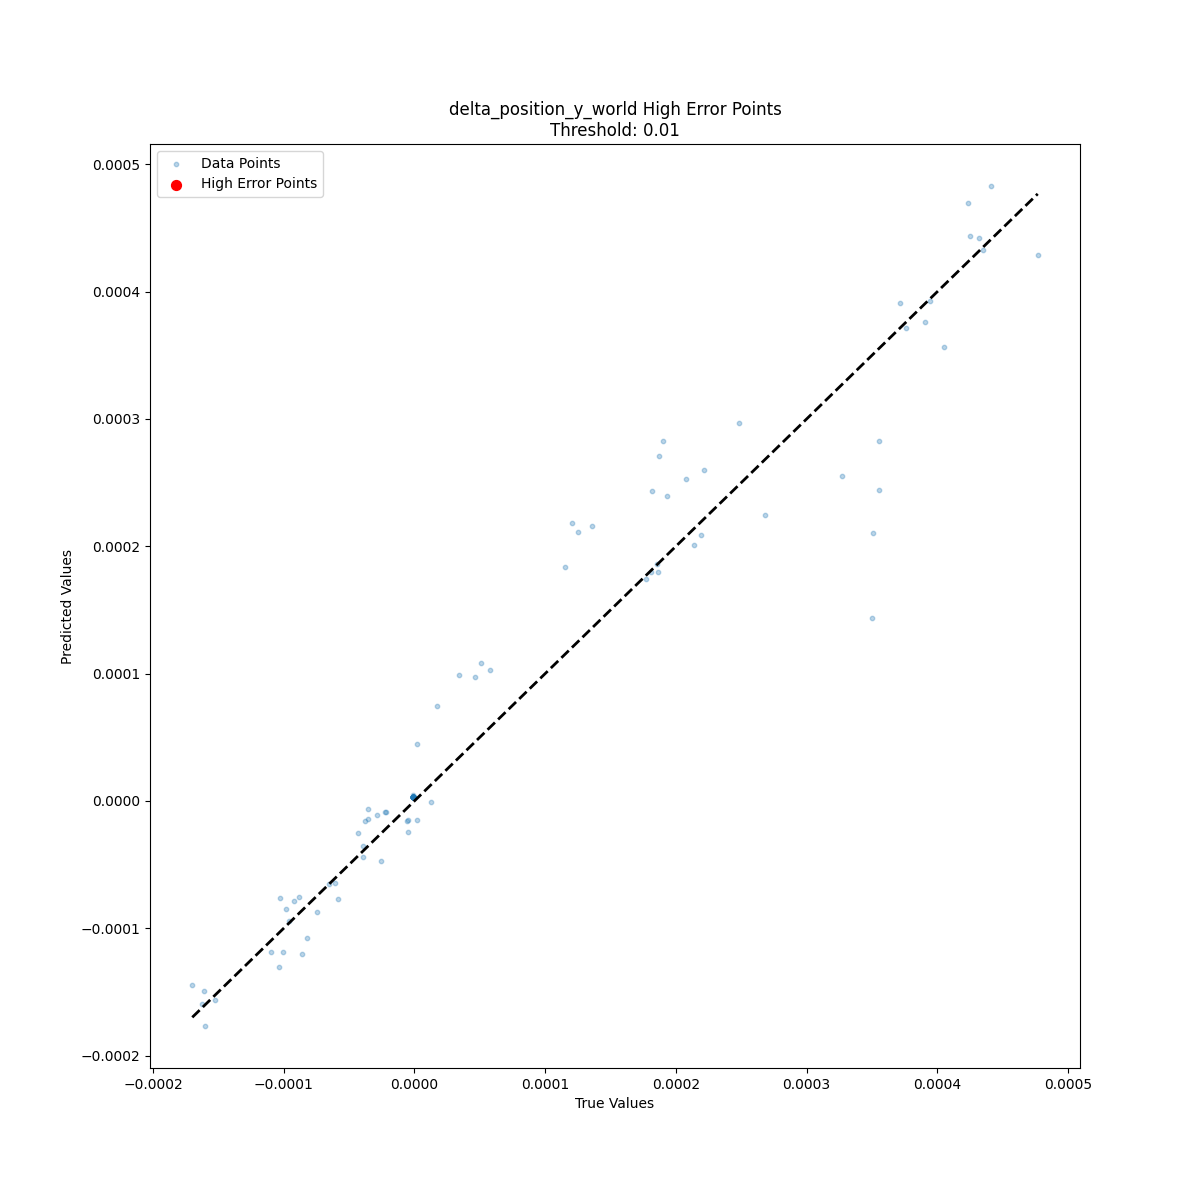 delta_position_y_world High Error Points
Threshold: 0.01
Data Points
High Error Points
0.0005
0.0004
0.0003
0.0002
0.0001
0.0000
−0.0001
−0.0002
Predicted Values
−0.0002
−0.0001
0.0000
0.0001
0.0002
0.0003
0.0004
0.0005
True Values